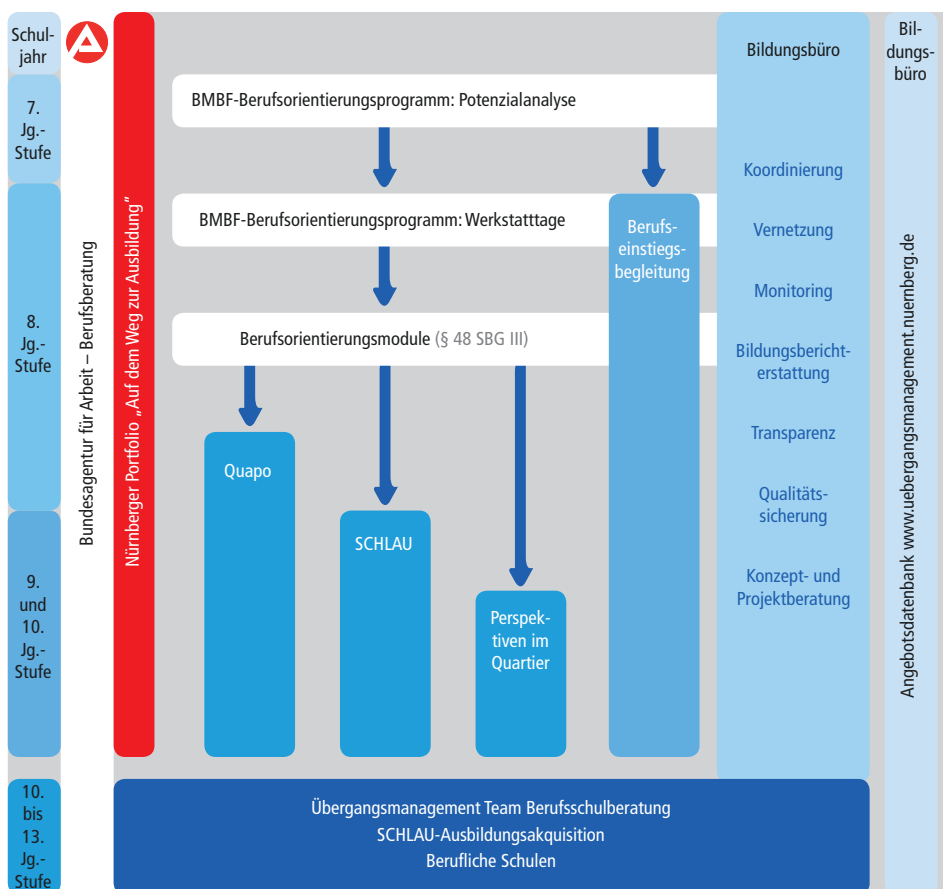 Schul-
jahr
7.
Jg.-
Stufe
8.
Jg.-
Stufe
9.
und
10.
Jg.-
Stufe
10.
bis
13.
Jg.-
Stufe
Bundesagentur für Arbeit – Berufsberatung
Nürnberger Portfolio „Auf dem Weg zur Ausbildung“
BMBF-Berufsorientierungsprogramm: Potenzialanalyse
BMBF-Berufsorientierungsprogramm: Werkstatttage
Berufsorientierungsmodule (§ 48 SBG III)
Quapo
SCHLAU
Perspek-
tiven im
Quartier
Berufs-
einstiegs-
begleitung
Bildungsbüro
Koordinierung
Vernetzung
Monitoring
Bildungsbericht-
erstattung
Transparenz
Qualitäts-
sicherung
Konzept- und
Projektberatung
Bil-
dungs-
büro
Angebotsdatenbank www.uebergangsmanagement.nuernberg.de
Übergangsmanagement Team Berufsschulberatung
SCHLAU-Ausbildungsakquisition
Berufliche Schulen